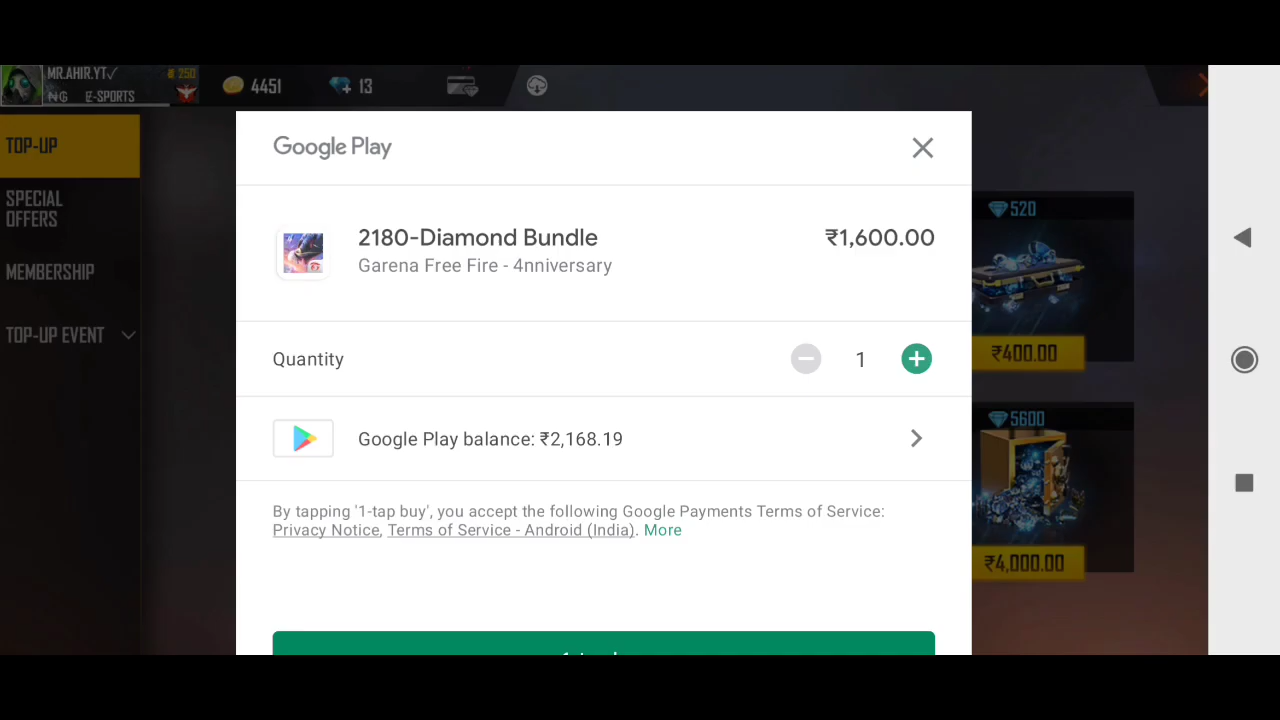 MR.AHIR.YT✓
250
E-SPORTS
4451
13
TOP-UP
SPECIAL
OFFERS
MEMBERSHIP
TOP-UP EVENT
Google Play
2180-Diamond Bundle
₹1,600.00
Garena Free Fire - 4nniversary
Quantity
1
Google Play balance: ₹2,168.19
By tapping '1-tap buy', you accept the following Google Payments Terms of Service:
Privacy Notice, Terms of Service - Android (India). More
520
₹400.00
5600
₹4,000.00